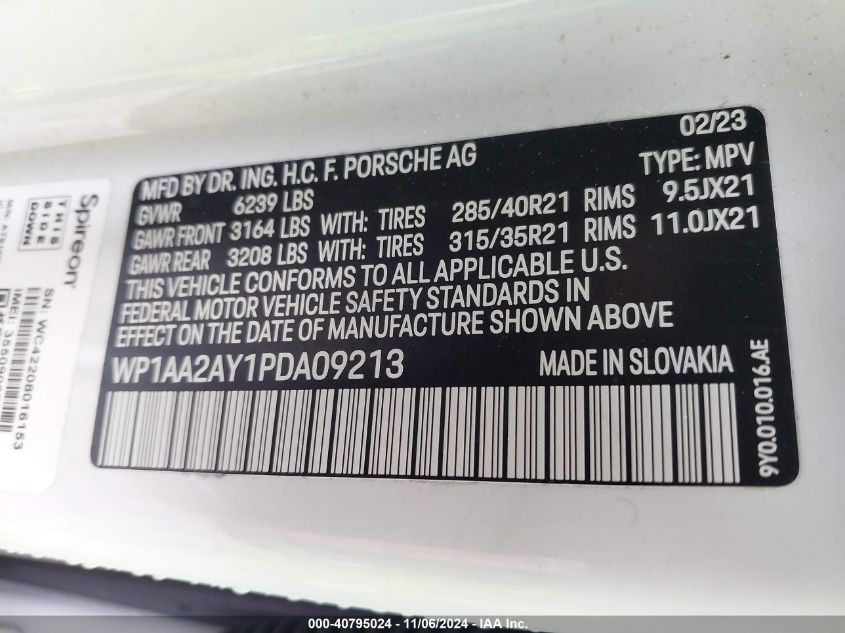 02/23
MFD BY DR. ING. H.C. F. PORSCHE AG
TYPE: MPV
GVWR 6239 LBS
GAWR FRONT 3164 LBS WITH: TIRES 285/40R21 RIMS 9.5JX21
GAWR REAR 3208 LBS WITH: TIRES 315/35R21 RIMS 11.0JX21
THIS VEHICLE CONFORMS TO ALL APPLICABLE U.S.
FEDERAL MOTOR VEHICLE SAFETY STANDARDS IN
EFFECT ON DATE OF MANUFACTURE SHOWN ABOVE
WP1AA2AY1PDA09213 MADE IN SLOVAKIA
9Y0.010.016.AE
Spireon
THIS
SIDE
DOWN
SN: WC42208016153
000-40795024 - 11/06/2024 - IAA Inc.